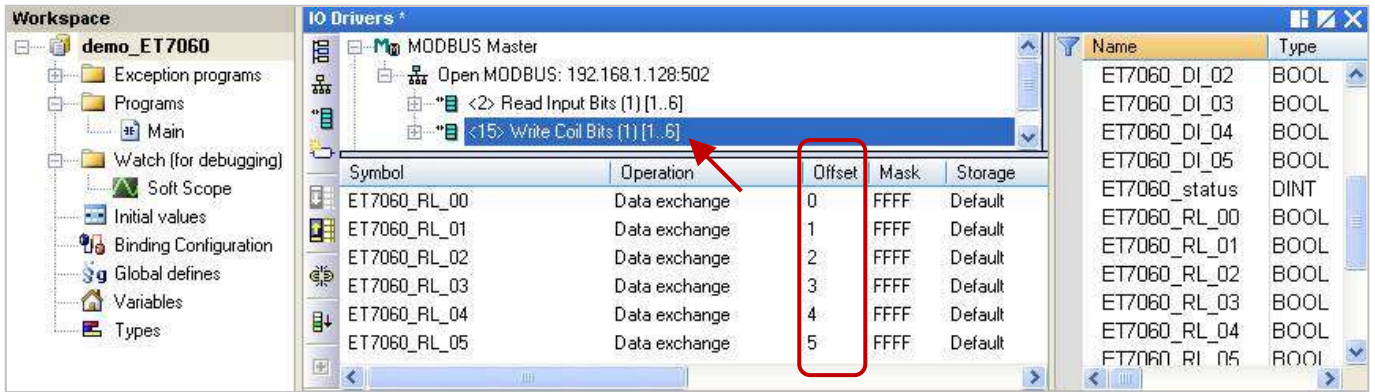 Workspace
demo_ET7060
Exception programs
Programs
Main
Watch (for debugging)
Soft Scope
Initial values
Binding Configuration
Global defines
Variables
Types
IO Drivers *
MODBUS Master
Open MODBUS: 192.168.1.128:502
<2> Read Input Bits (1) [1..6]
<15> Write Coil Bits (1) [1..6]
Symbol Operation Offset Mask Storage
ET7060_RL_00 Data exchange 0 FFFF Default
ET7060_RL_01 Data exchange 1 FFFF Default
ET7060_RL_02 Data exchange 2 FFFF Default
ET7060_RL_03 Data exchange 3 FFFF Default
ET7060_RL_04 Data exchange 4 FFFF Default
ET7060_RL_05 Data exchange 5 FFFF Default
Name Type
ET7060_DI_02 BOOL
ET7060_DI_03 BOOL
ET7060_DI_04 BOOL
ET7060_DI_05 BOOL
ET7060_status DINT
ET7060_RL_00 BOOL
ET7060_RL_01 BOOL
ET7060_RL_02 BOOL
ET7060_RL_03 BOOL
ET7060_RL_04 BOOL
ET7060_RL_05 BOOL